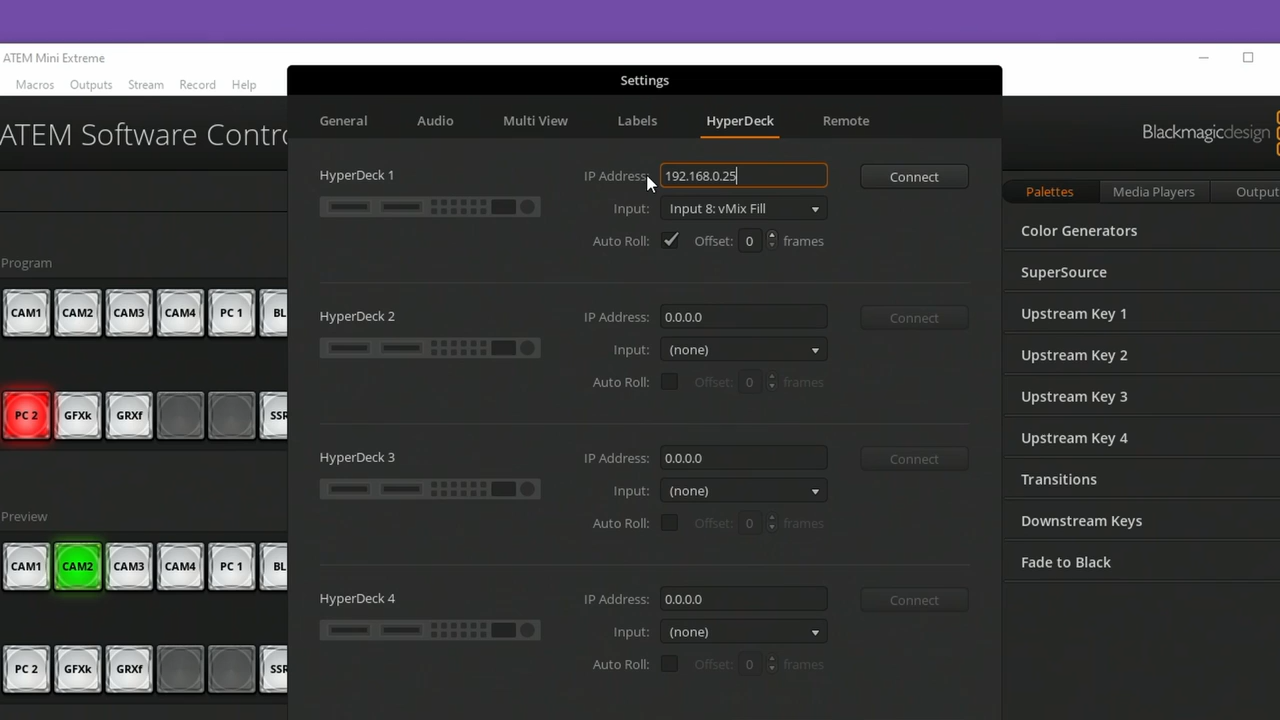 ATEM Mini Extreme
Macros Outputs Stream Record Help
ATEM Software Contro
Blackmagicdesign
Settings
General Audio Multi View Labels HyperDeck Remote
HyperDeck 1
IP Address: 192.168.0.25 Connect
Input: Input 8: vMix Fill
Auto Roll: Offset: 0 frames
HyperDeck 2
IP Address: 0.0.0.0 Connect
Input: (none)
Auto Roll: Offset: 0 frames
HyperDeck 3
IP Address: 0.0.0.0 Connect
Input: (none)
Auto Roll: Offset: 0 frames
HyperDeck 4
IP Address: 0.0.0.0 Connect
Input: (none)
Auto Roll: Offset: 0 frames
Program
CAM1 CAM2 CAM3 CAM4 PC 1 BL
PC 2 GFXk GRXf SSR
Preview
CAM1 CAM2 CAM3 CAM4 PC 1 BL
PC 2 GFXk GRXf SSR
Palettes Media Players Output
Color Generators
SuperSource
Upstream Key 1
Upstream Key 2
Upstream Key 3
Upstream Key 4
Transitions
Downstream Keys
Fade to Black